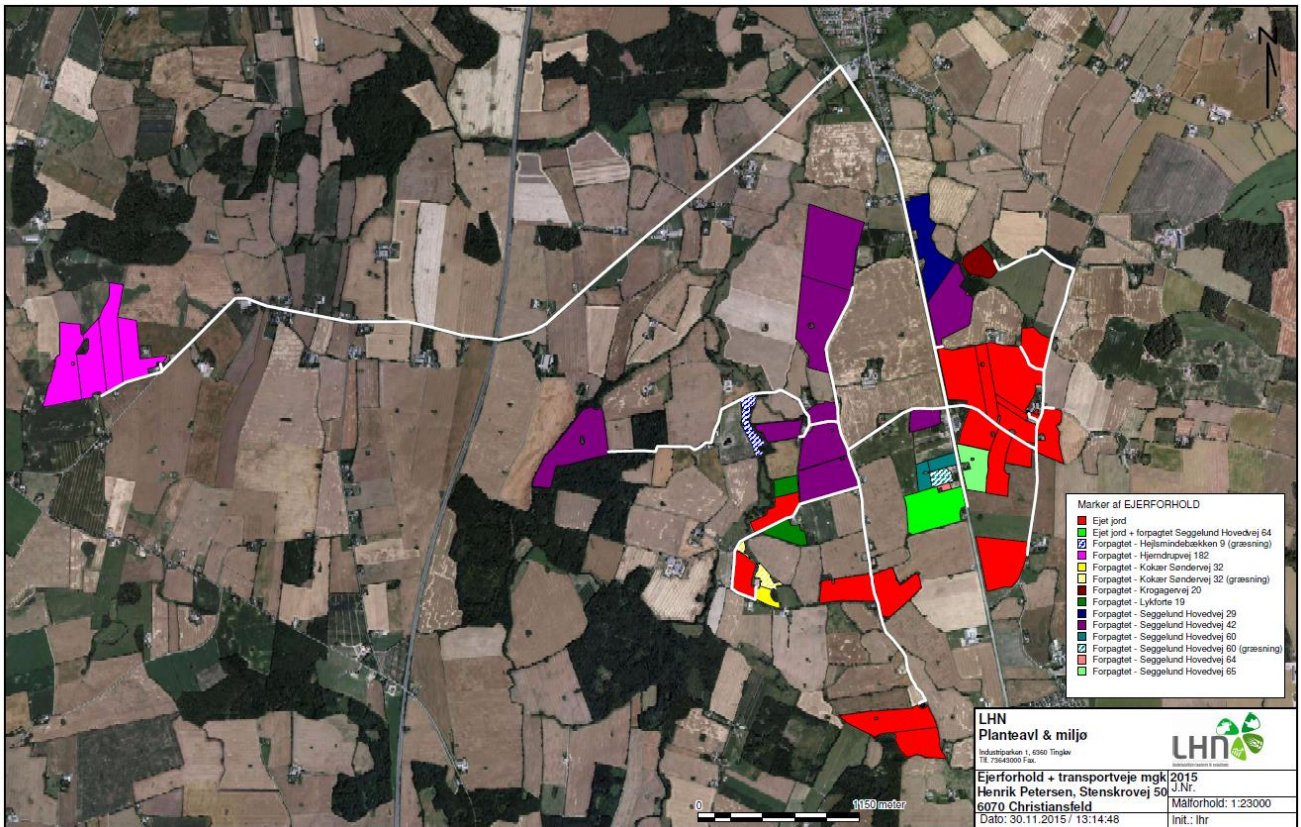 N
Marker af EJERFORHOLD
Ejet jord
Ejet jord + forpagtet Seggelund Hovedvej 64
Forpagtet - Hejlsmindebækken 9 (græsning)
Forpagtet - Hjerndrupvej 182
Forpagtet - Kokær Søndervej 32
Forpagtet - Kokær Søndervej 32 (græsning)
Forpagtet - Krogagervej 20
Forpagtet - Lykforte 19
Forpagtet - Seggelund Hovedvej 29
Forpagtet - Seggelund Hovedvej 42
Forpagtet - Seggelund Hovedvej 60
Forpagtet - Seggelund Hovedvej 60 (græsning)
Forpagtet - Seggelund Hovedvej 64
Forpagtet - Seggelund Hovedvej 65
LHN
Planteavl & miljø
Industriparken 1, 6360 Tinglev
Tlf. 73643000 Fax.
LHN
Ejerforhold + transportveje mgk 2015
Henrik Petersen, Stenskrovej 50
J.Nr.
6070 Christiansfeld
Målforhold: 1:23000
Dato: 30.11.2015 / 13:14:48
Init.: lhr
0 1150 meter